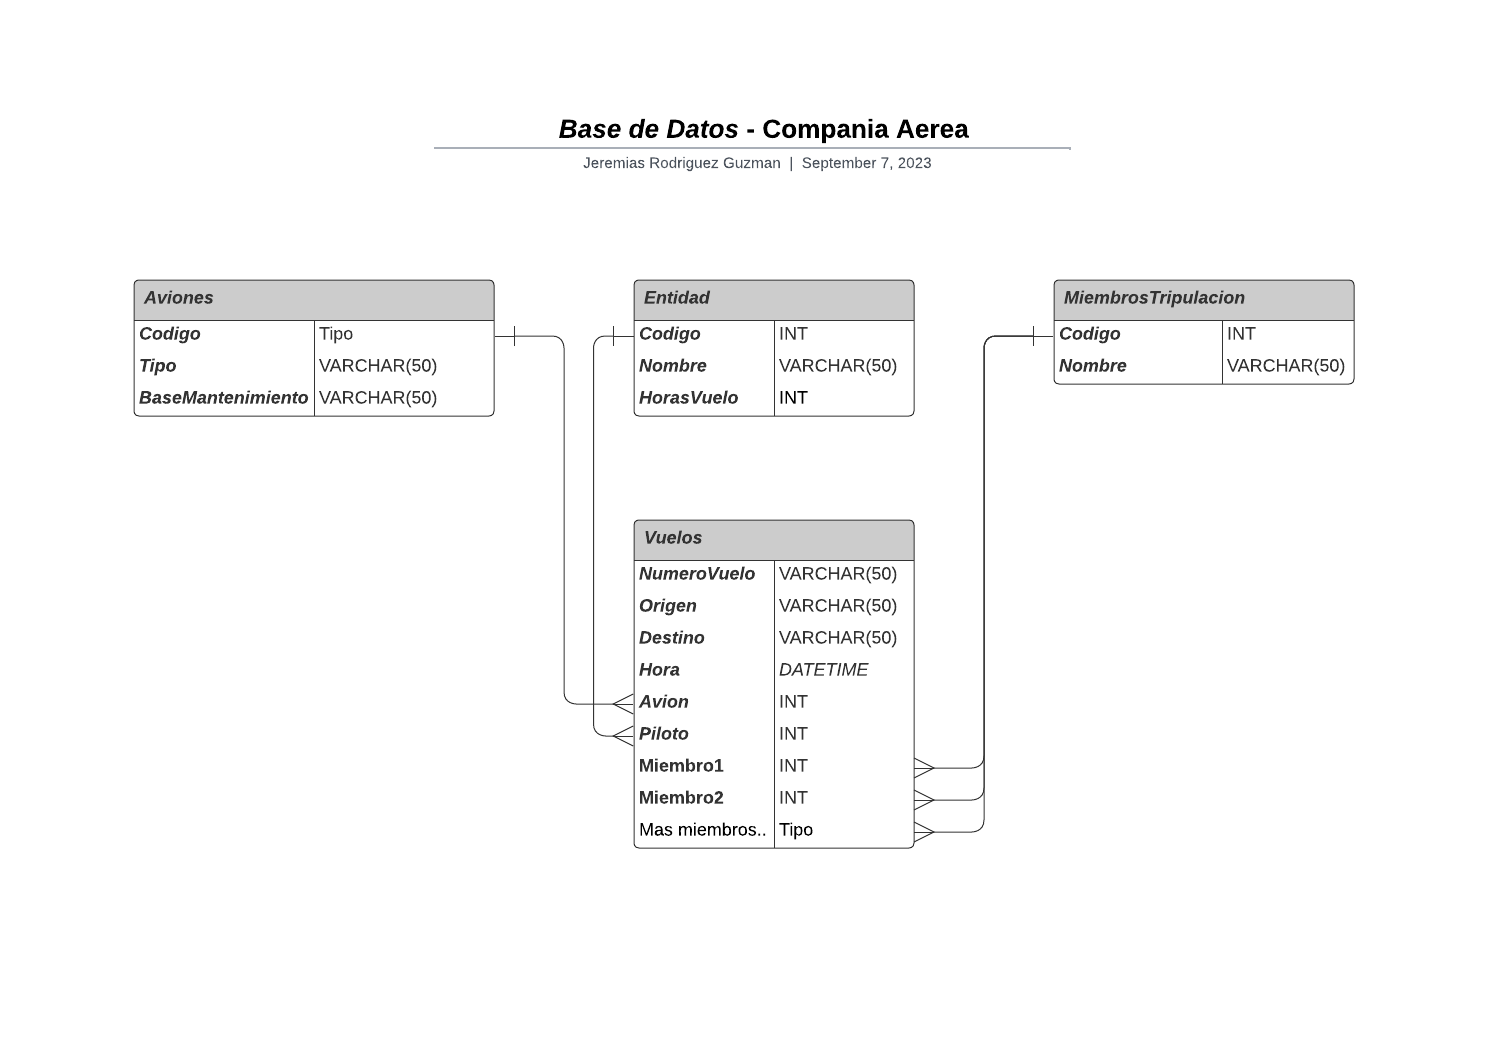 Base de Datos - Compania Aerea
Jeremias Rodriguez Guzman | September 7, 2023
Aviones
Codigo Tipo
Tipo VARCHAR(50)
BaseMantenimiento VARCHAR(50)
Entidad
Codigo INT
Nombre VARCHAR(50)
HorasVuelo INT
MiembrosTripulacion
Codigo INT
Nombre VARCHAR(50)
Vuelos
NumeroVuelo VARCHAR(50)
Origen VARCHAR(50)
Destino VARCHAR(50)
Hora DATETIME
Avion INT
Piloto INT
Miembro1 INT
Miembro2 INT
Mas miembros.. Tipo